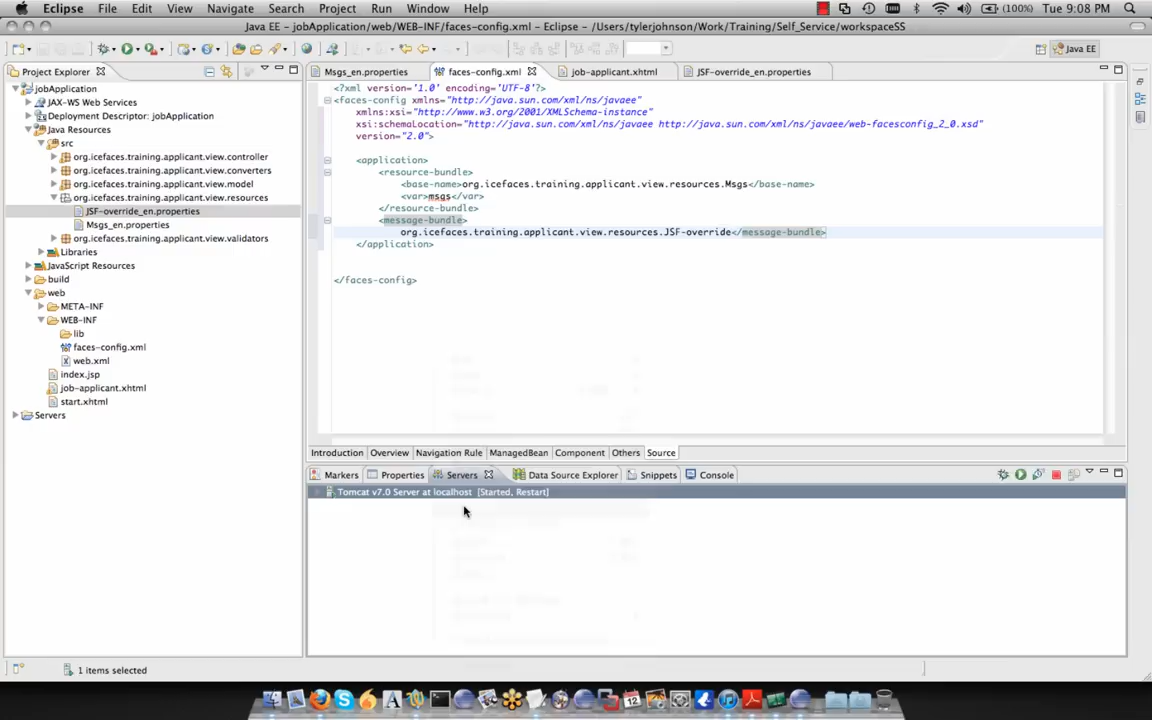 Eclipse File Edit View Navigate Search Project Run Window Help (100%) Tue 9:08 PM
Java EE - jobApplication/web/WEB-INF/faces-config.xml - Eclipse - /Users/tylerjohnson/Work/Training/Self_Service/workspaceSS
Java EE
Project Explorer
jobApplication
JAX-WS Web Services
Deployment Descriptor: jobApplication
Java Resources
src
org.icefaces.training.applicant.view.controller
org.icefaces.training.applicant.view.converters
org.icefaces.training.applicant.view.model
org.icefaces.training.applicant.view.resources
JSF-override_en.properties
Msgs_en.properties
org.icefaces.training.applicant.view.validators
Libraries
JavaScript Resources
build
web
META-INF
WEB-INF
lib
faces-config.xml
web.xml
index.jsp
job-applicant.xhtml
start.xhtml
Servers
Msgs_en.properties faces-config.xml job-applicant.xhtml JSF-override_en.properties
<?xml version='1.0' encoding='UTF-8'?>
<faces-config xmlns="http://java.sun.com/xml/ns/javaee"
xmlns:xsi="http://www.w3.org/2001/XMLSchema-instance"
xsi:schemaLocation="http://java.sun.com/xml/ns/javaee http://java.sun.com/xml/ns/javaee/web-facesconfig_2_0.xsd"
version="2.0">
<application>
<resource-bundle>
<base-name>org.icefaces.training.applicant.view.resources.Msgs</base-name>
<var>msgs</var>
</resource-bundle>
<message-bundle>
org.icefaces.training.applicant.view.resources.JSF-override</message-bundle>
</application>
</faces-config>
Introduction Overview Navigation Rule ManagedBean Component Others Source
Markers Properties Servers Data Source Explorer Snippets Console
Tomcat v7.0 Server at localhost [Started, Restart]
1 items selected